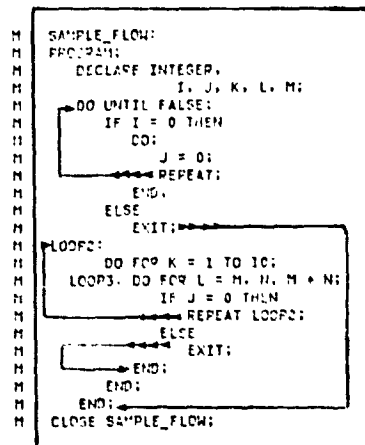 M SAMPLE_FLOW:
M PROGRAM;
M DECLARE INTEGER,
M I, J, K, L, M;
M DO UNTIL FALSE;
M IF I = 0 THEN
M DO;
M J = 0;
M REPEAT;
M END;
M ELSE
M EXIT;
M LOOP2:
M DO FOR K = 1 TO 10;
M LOOP3: DO FOR L = M, N, M + N;
M IF J = 0 THEN
M REPEAT LOOP2;
M ELSE
M EXIT;
M END;
M END;
M END;
M CLOSE SAMPLE_FLOW;